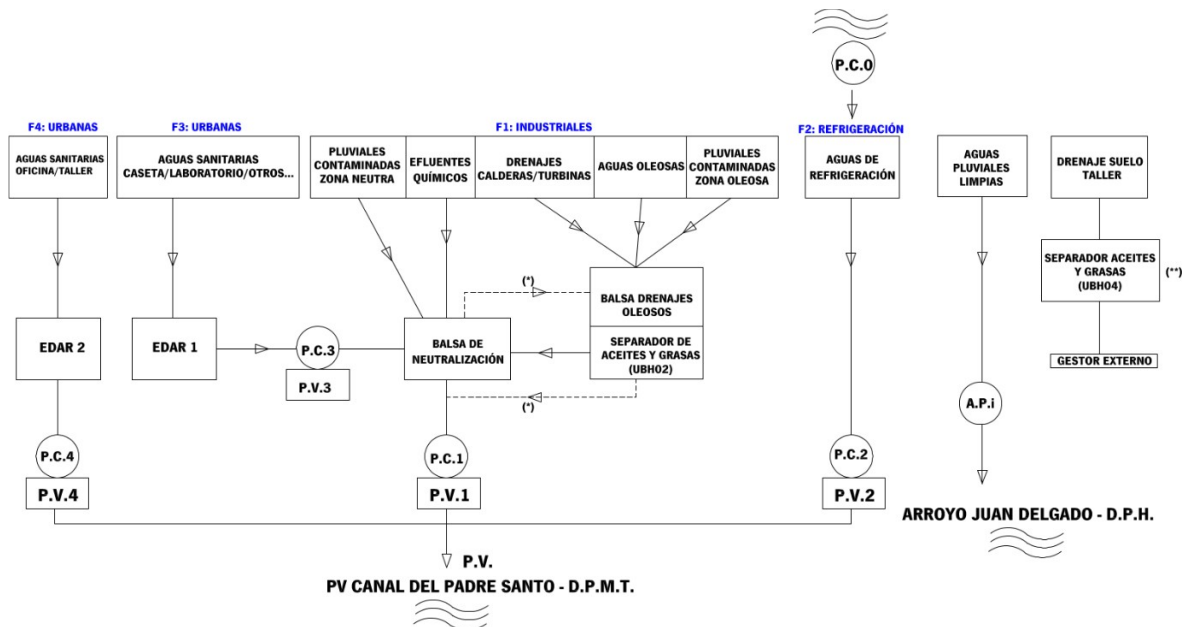 P.C.0
F4: URBANAS
F3: URBANAS
F1: INDUSTRIALES
F2: REFRIGERACIÓN
AGUAS SANITARIAS
OFICINA/TALLER
AGUAS SANITARIAS
CASETA/LABORATORIO/OTROS...
PLUVIALES
CONTAMINADAS
ZONA NEUTRA
EFLUENTES
QUÍMICOS
DRENAJES
CALDERAS/TURBINAS
AGUAS OLEOSAS
PLUVIALES
CONTAMINADAS
ZONA OLEOSA
AGUAS DE
REFRIGERACIÓN
AGUAS
PLUVIALES
LIMPIAS
DRENAJE SUELO
TALLER
SEPARADOR ACEITES
Y GRASAS
(UBH04)
(**)
(*)
BALSA DRENAJES
OLEOSOS
EDAR 2
EDAR 1
P.C.3
P.V.3
BALSA DE
NEUTRALIZACIÓN
SEPARADOR DE
ACEITES Y GRASAS
(UBH02)
(*)
GESTOR EXTERNO
A.P.i
P.C.4
P.V.4
P.C.1
P.V.1
P.C.2
P.V.2
ARROYO JUAN DELGADO - D.P.H.
P.V.
PV CANAL DEL PADRE SANTO - D.P.M.T.